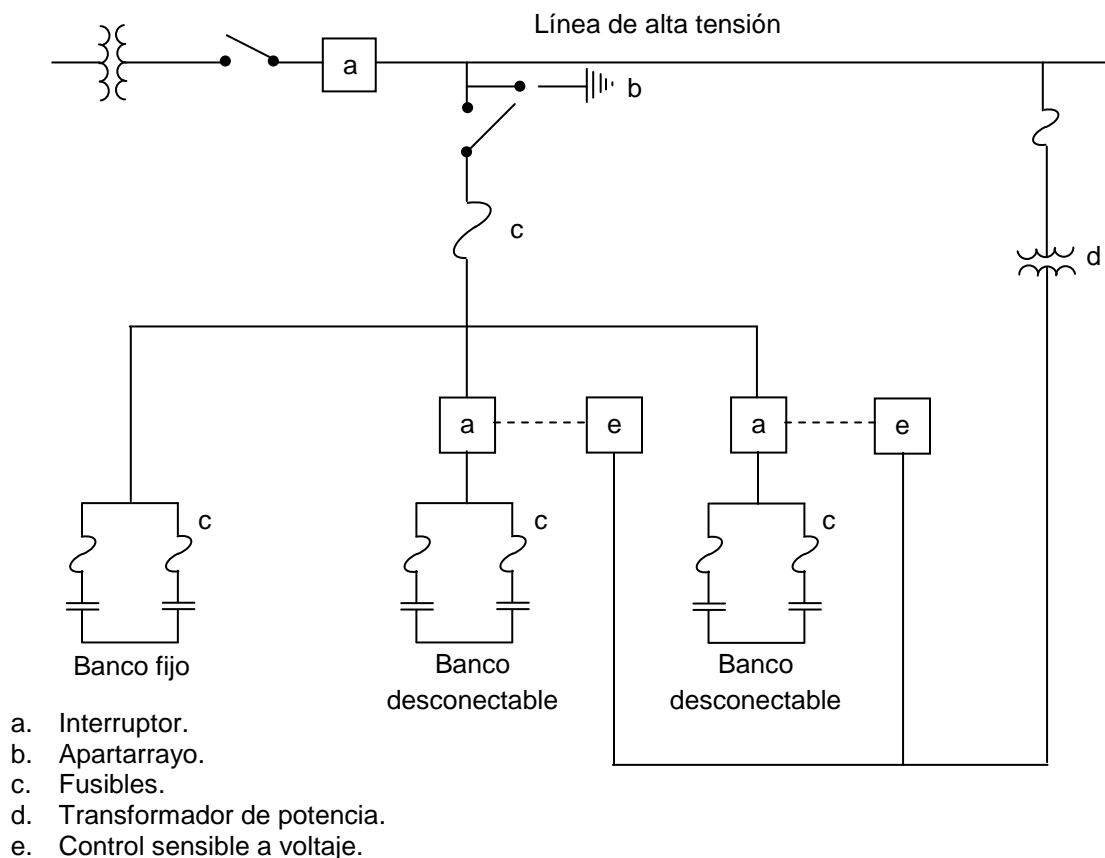 Línea de alta tensión
a
b
c
d
a
e
a
e
c
c
c
Banco fijo
Banco
desconectable
Banco
desconectable
a. Interruptor.
b. Apartarrayo.
c. Fusibles.
d. Transformador de potencia.
e. Control sensible a voltaje.